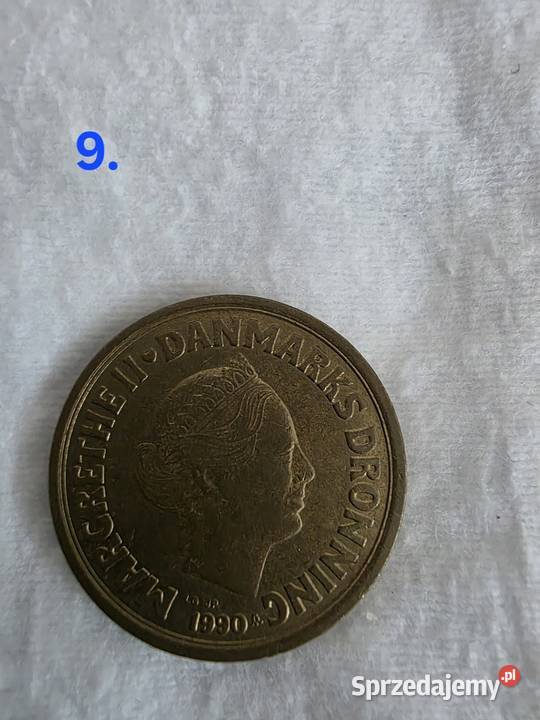 9.
MARGRETHE II • DANMARKS DRONNING
1990
Sprzedajemy.pl